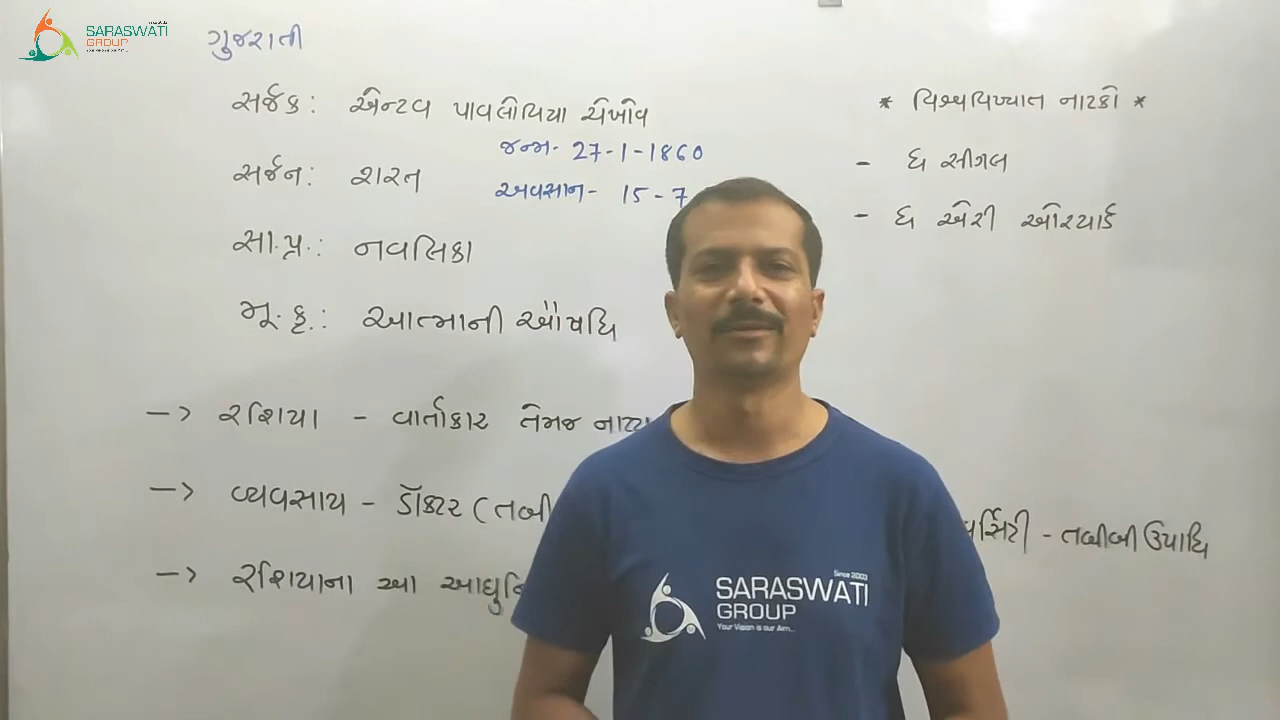 SARASWATI
GROUP
ગુજરાતી
સર્જક : એન્ટવ પાવલોવિચ ચેખોવ
જન્મ- 27-1-1860
સર્જન : શરત
અવસાન- 15-7
સા.પ્ર. : નવલિકા
મૂ.કૃ. : આત્માની ઔષધિ
* વિશ્વવિખ્યાત નાટકો *
- ધ સીગલ
- ધ ચેરી ઓરચાર્ડ
-> રશિયા - વાર્તાકાર તેમજ નાટ્ય
-> વ્યવસાય - ડૉક્ટર (તબી
ર્સિટી - તબીબી ઉપાધિ
-> રશિયાના આ આધુનિ
Since 2003
SARASWATI
GROUP
Your Vision is our Aim...